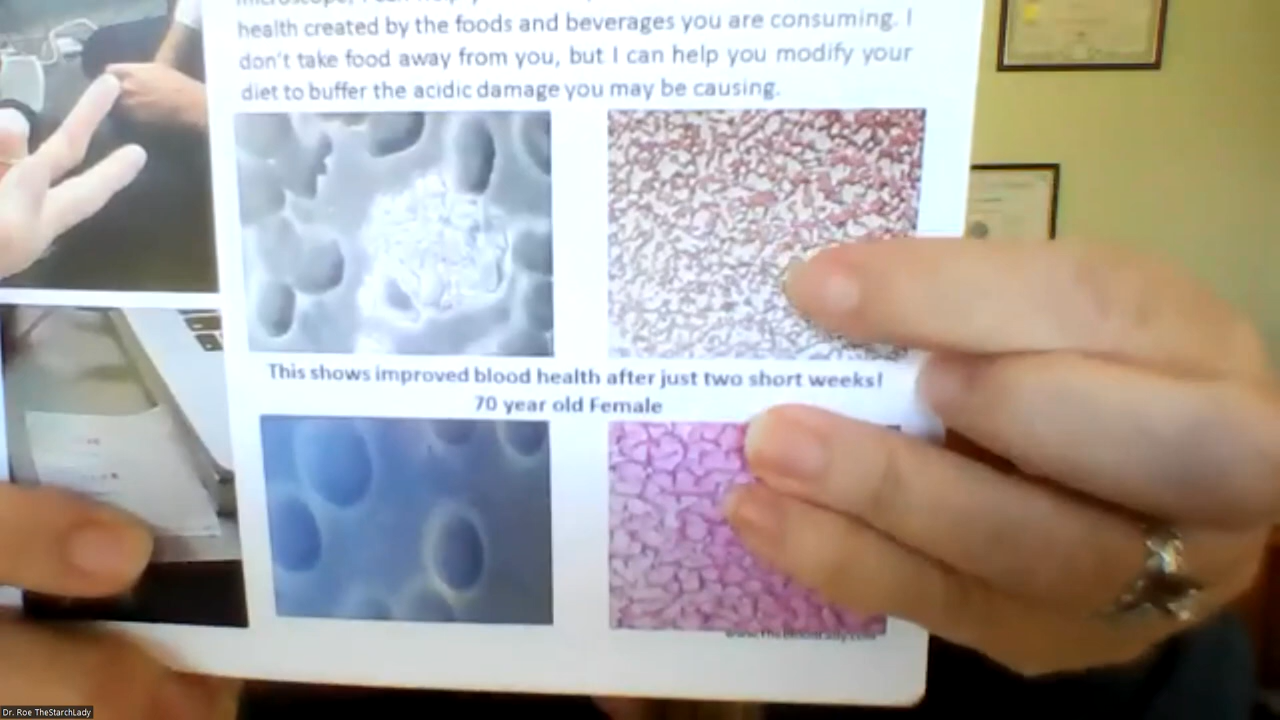 health created by the foods and beverages you are consuming. I
don't take food away from you, but I can help you modify your
diet to buffer the acidic damage you may be causing.
This shows improved blood health after just two short weeks!
70 year old Female
Dr. Roe TheStarchLady